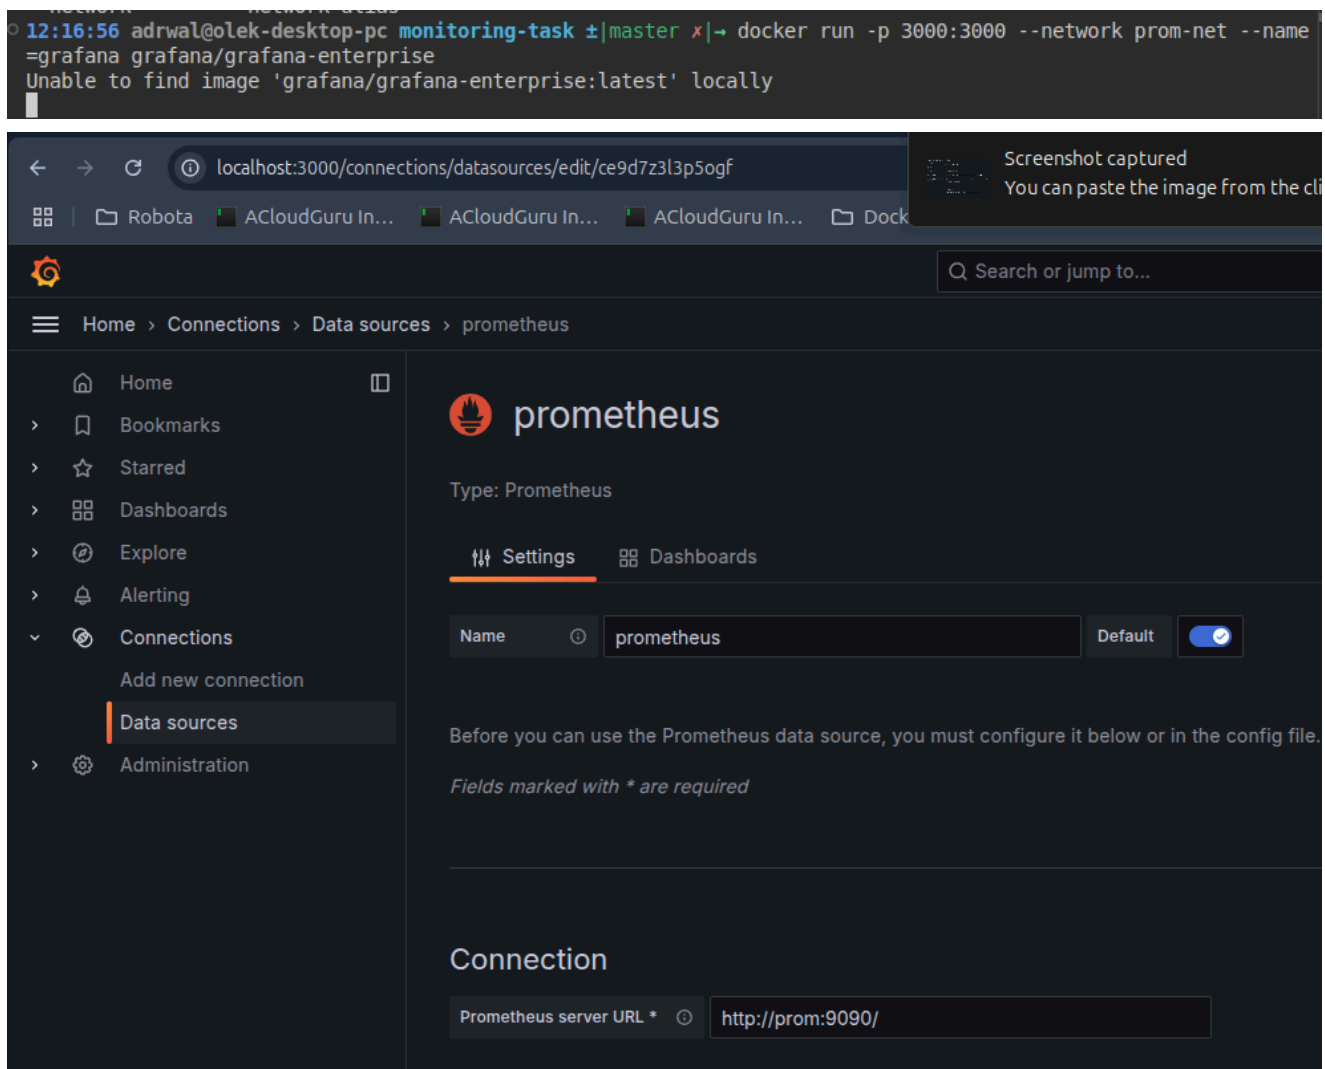 12:16:56 adrwal@olek-desktop-pc monitoring-task ±|master ✗|→ docker run -p 3000:3000 --network prom-net --name
=grafana grafana/grafana-enterprise
Unable to find image 'grafana/grafana-enterprise:latest' locally
localhost:3000/connections/datasources/edit/ce9d7z3l3p5ogf
Screenshot captured
You can paste the image from the cli
Robota
ACloudGuru In...
ACloudGuru In...
ACloudGuru In...
Dock
Search or jump to...
Home › Connections › Data sources › prometheus
Home
Bookmarks
Starred
Dashboards
Explore
Alerting
Connections
Add new connection
Data sources
Administration
prometheus
Type: Prometheus
Settings
Dashboards
Name
prometheus
Default
Before you can use the Prometheus data source, you must configure it below or in the config file.
Fields marked with * are required
Connection
Prometheus server URL *
http://prom:9090/